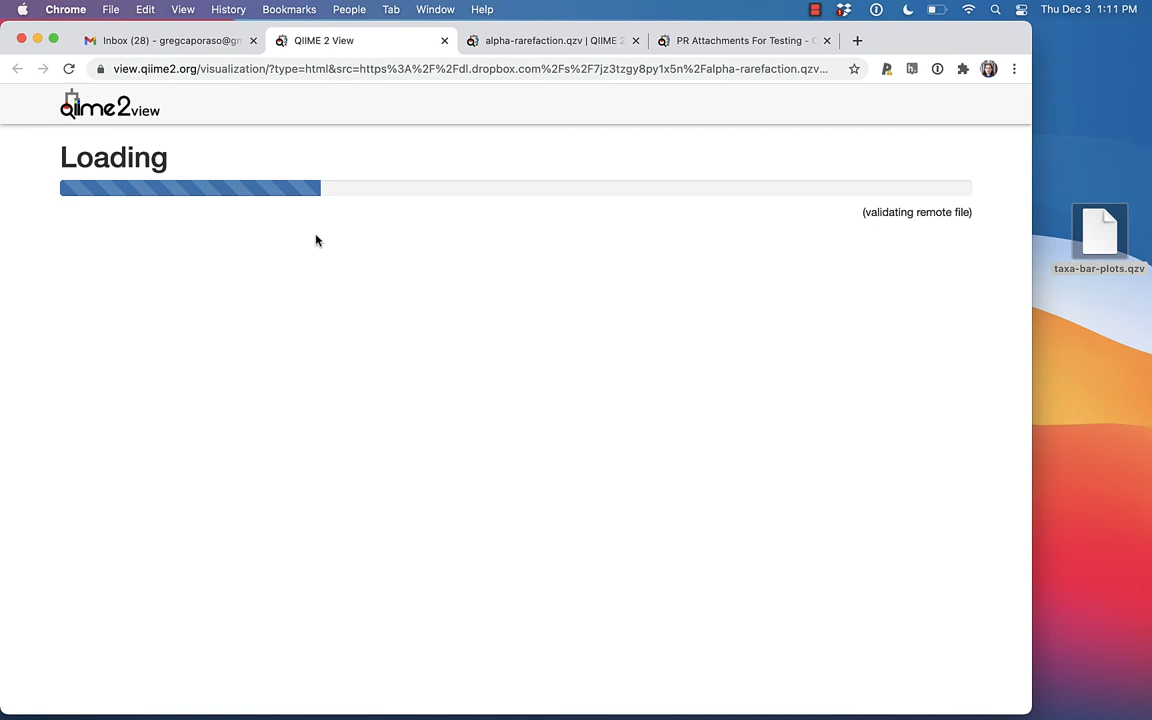 Chrome File Edit View History Bookmarks People Tab Window Help Thu Dec 3 1:11 PM
Inbox (28) - gregcaporaso@gm QIIME 2 View alpha-rarefaction.qzv | QIIME 2 PR Attachments For Testing -
view.qiime2.org/visualization/?type=html&src=https%3A%2F%2Fdl.dropbox.com%2Fs%2F7jz3tzgy8py1x5n%2Falpha-rarefaction.qzv...
qiime2view
Loading
(validating remote file)
taxa-bar-plots.qzv